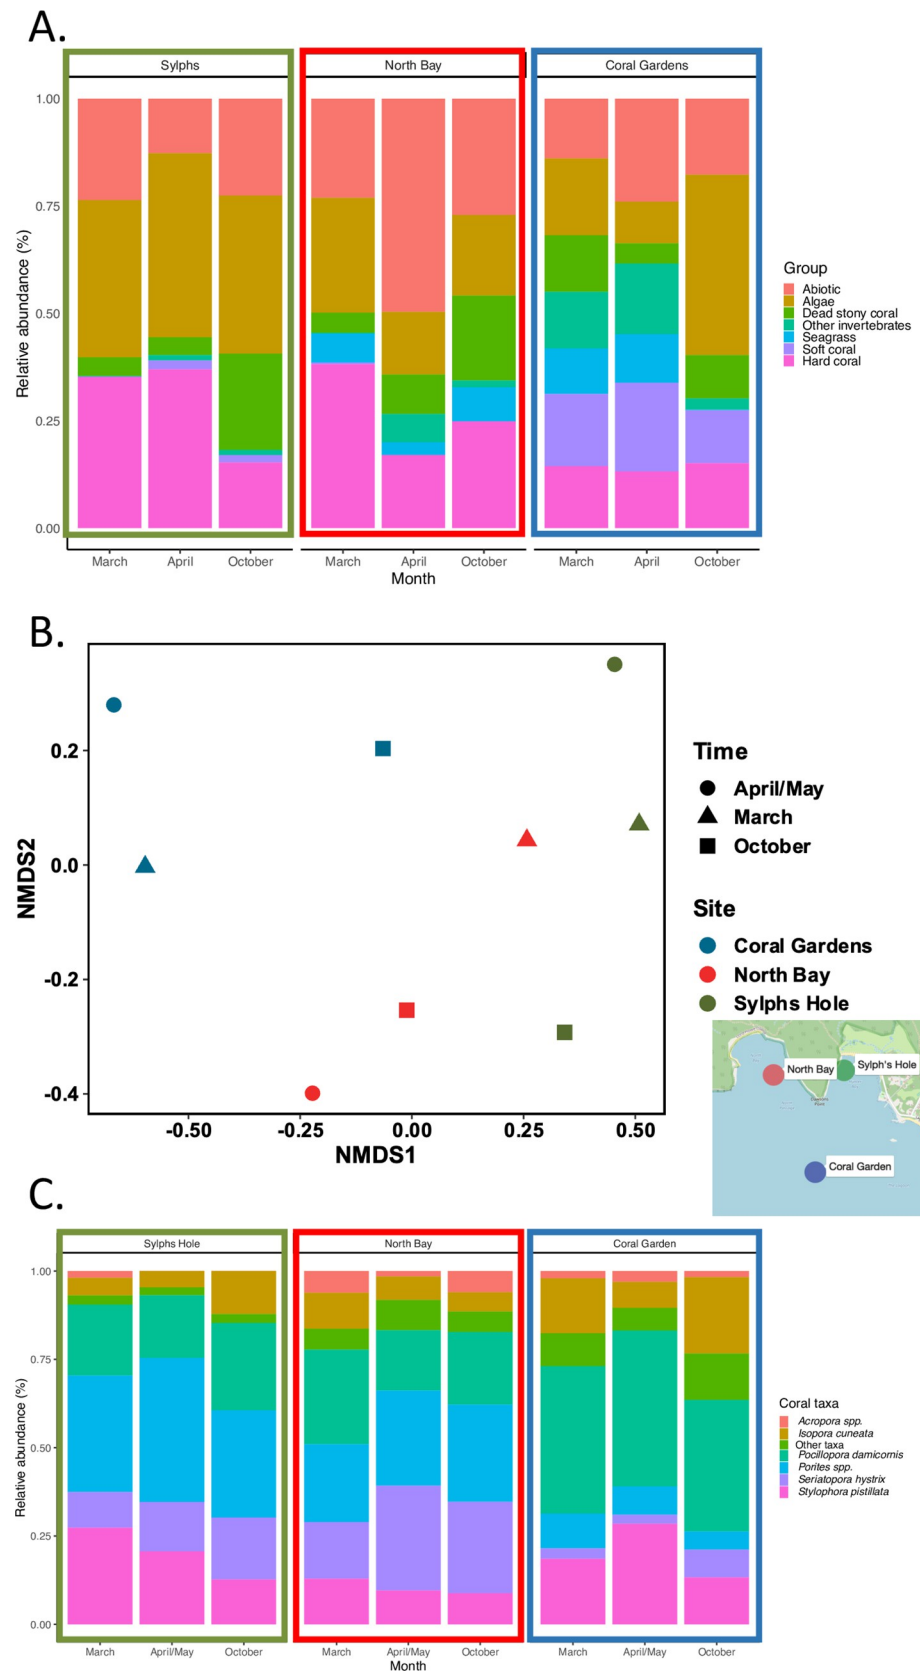 A.
Sylphs North Bay Coral Gardens
1.00
0.75
0.50
0.25
0.00
Relative abundance (%)
March April October March April October March April October
Month
Group
Abiotic
Algae
Dead stony coral
Other invertebrates
Seagrass
Soft coral
Hard coral
B.
0.2
0.0
-0.2
-0.4
NMDS2
-0.50 -0.25 0.00 0.25 0.50
NMDS1
Time
April/May
March
October
Site
Coral Gardens
North Bay
Sylphs Hole
North Bay
Sylph's Hole
Coral Garden
C.
Sylphs Hole North Bay Coral Garden
1.00
0.75
0.50
0.25
0.00
Relative abundance (%)
March April/May October March April/May October March April/May October
Month
Coral taxa
Acropora spp.
Isopora cuneata
Other taxa
Pocillopora damicornis
Porites spp.
Seriatopora hystrix
Stylophora pistillata